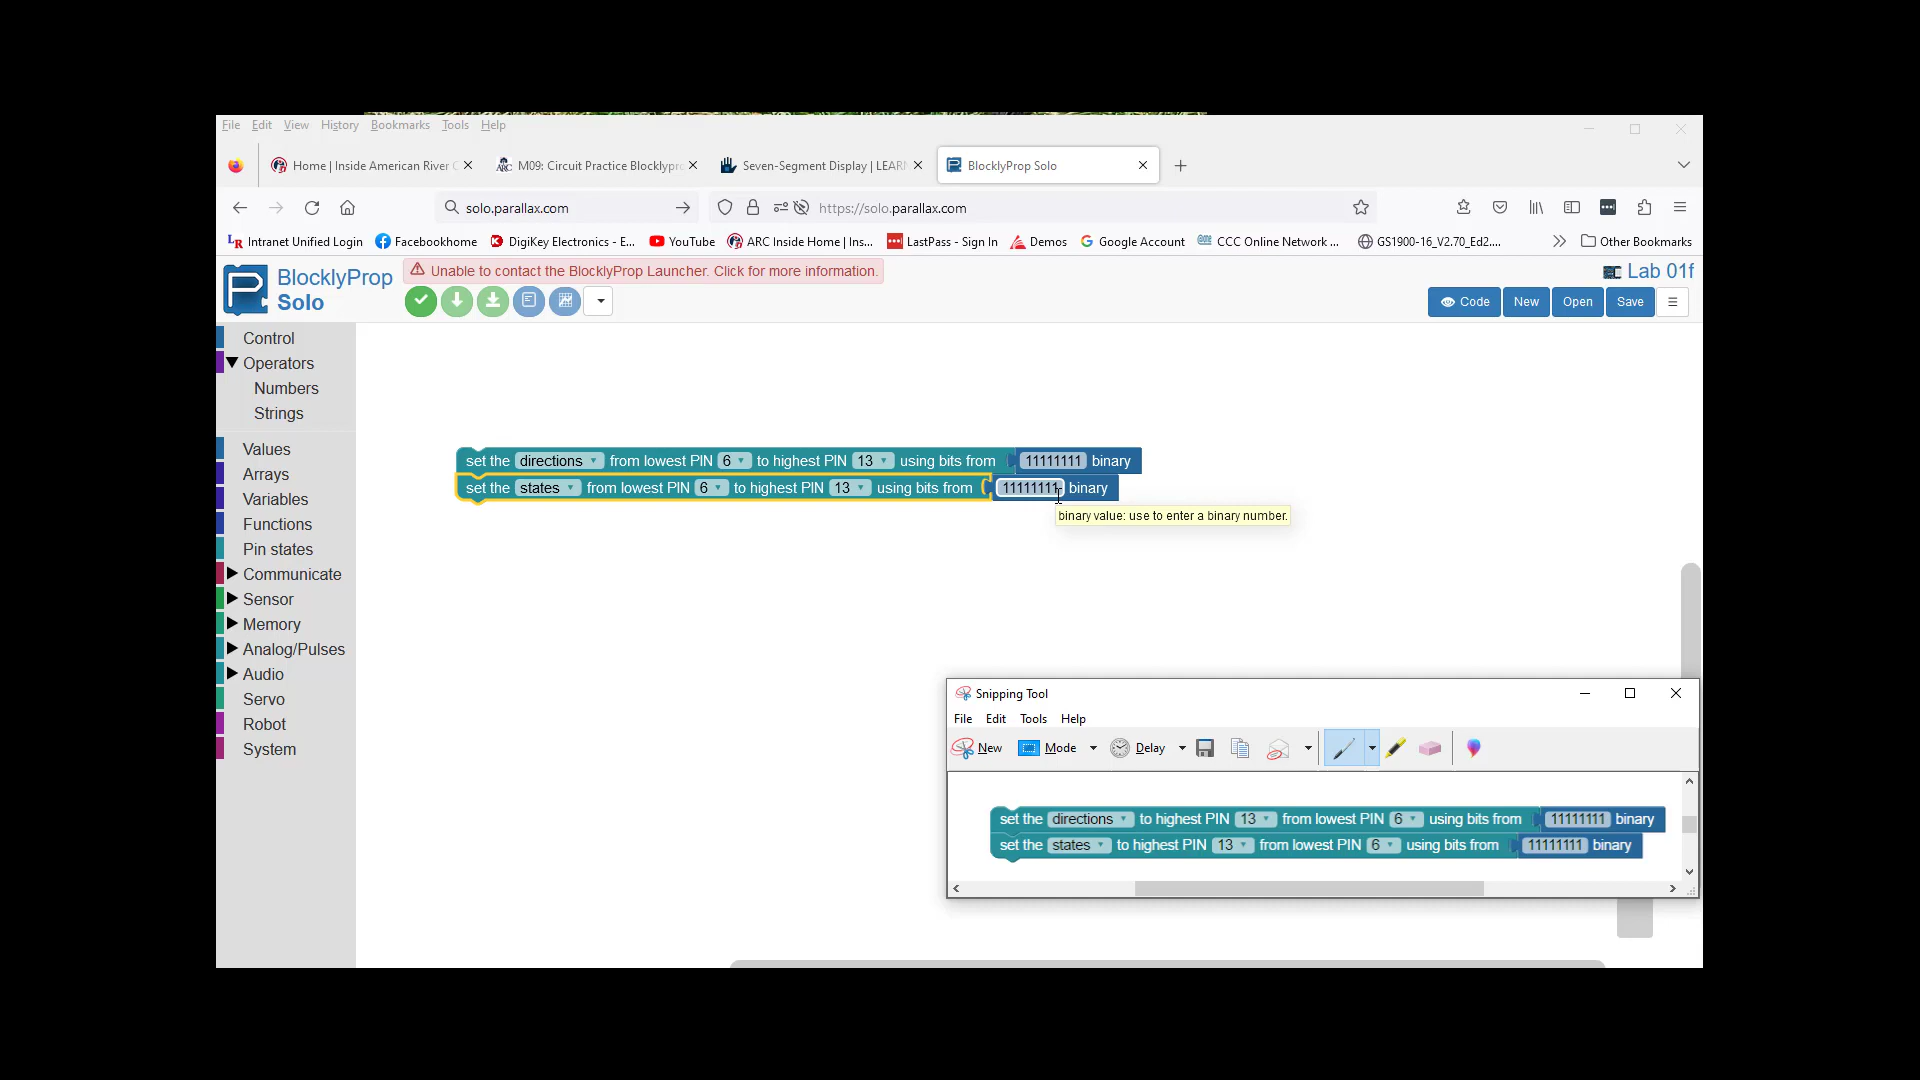 File Edit View History Bookmarks Tools Help
Home | Inside American River C
ARC M09: Circuit Practice Blocklypro
Seven-Segment Display | LEARN
BlocklyProp Solo
solo.parallax.com
https://solo.parallax.com
LR Intranet Unified Login Facebookhome DigiKey Electronics - E... YouTube ARC Inside Home | Ins... LastPass - Sign In Demos Google Account CCC Online Network ... GS1900-16_V2.70_Ed2.... Other Bookmarks
BlocklyProp
Solo
Unable to contact the BlocklyProp Launcher. Click for more information.
Lab 01f
Code New Open Save
Control
Operators
Numbers
Strings
Values
Arrays
Variables
Functions
Pin states
Communicate
Sensor
Memory
Analog/Pulses
Audio
Servo
Robot
System
set the directions from lowest PIN 6 to highest PIN 13 using bits from 11111111 binary
set the states from lowest PIN 6 to highest PIN 13 using bits from 11111111 binary
binary value: use to enter a binary number.
Snipping Tool
File Edit Tools Help
New Mode Delay
set the directions to highest PIN 13 from lowest PIN 6 using bits from 11111111 binary
set the states to highest PIN 13 from lowest PIN 6 using bits from 11111111 binary